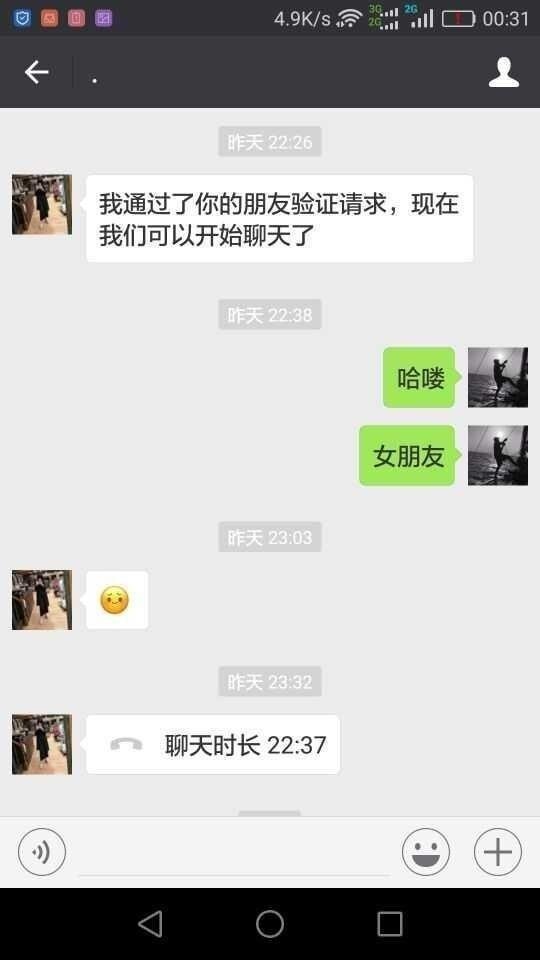 4.9K/s 3G 2G 2G 00:31
.
昨天 22:26
我通过了你的朋友验证请求，现在
我们可以开始聊天了
昨天 22:38
哈喽
女朋友
昨天 23:03
昨天 23:32
聊天时长 22:37